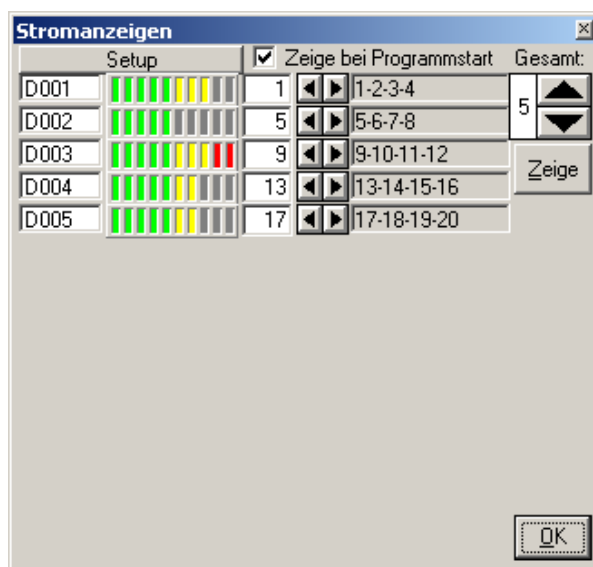 Stromanzeigen
Setup Zeige bei Programmstart Gesamt:
D001 1 1-2-3-4 5
D002 5 5-6-7-8
D003 9 9-10-11-12 Zeige
D004 13 13-14-15-16
D005 17 17-18-19-20
OK